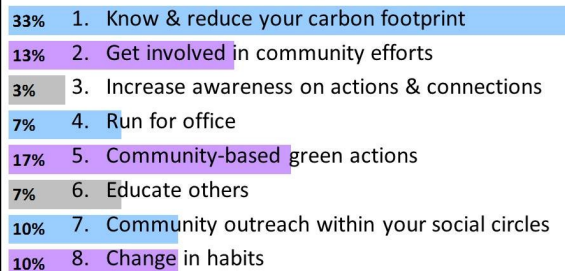 33% 1. Know & reduce your carbon footprint
13% 2. Get involved in community efforts
3% 3. Increase awareness on actions & connections
7% 4. Run for office
17% 5. Community-based green actions
7% 6. Educate others
10% 7. Community outreach within your social circles
10% 8. Change in habits